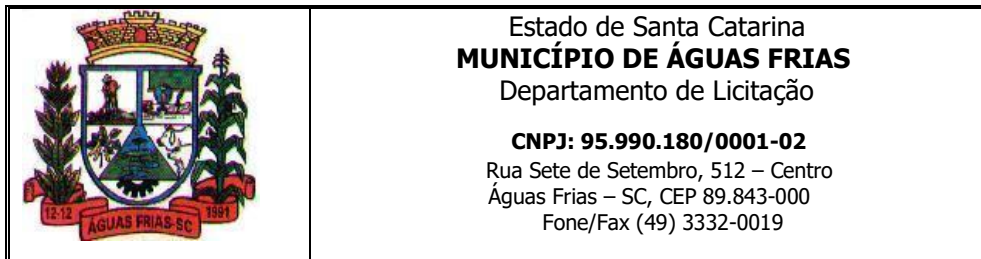 Estado de Santa Catarina
MUNICÍPIO DE ÁGUAS FRIAS
Departamento de Licitação
CNPJ: 95.990.180/0001-02
Rua Sete de Setembro, 512 – Centro
Águas Frias – SC, CEP 89.843-000
Fone/Fax (49) 3332-0019
12-12
ÁGUAS FRIAS-SC
1991